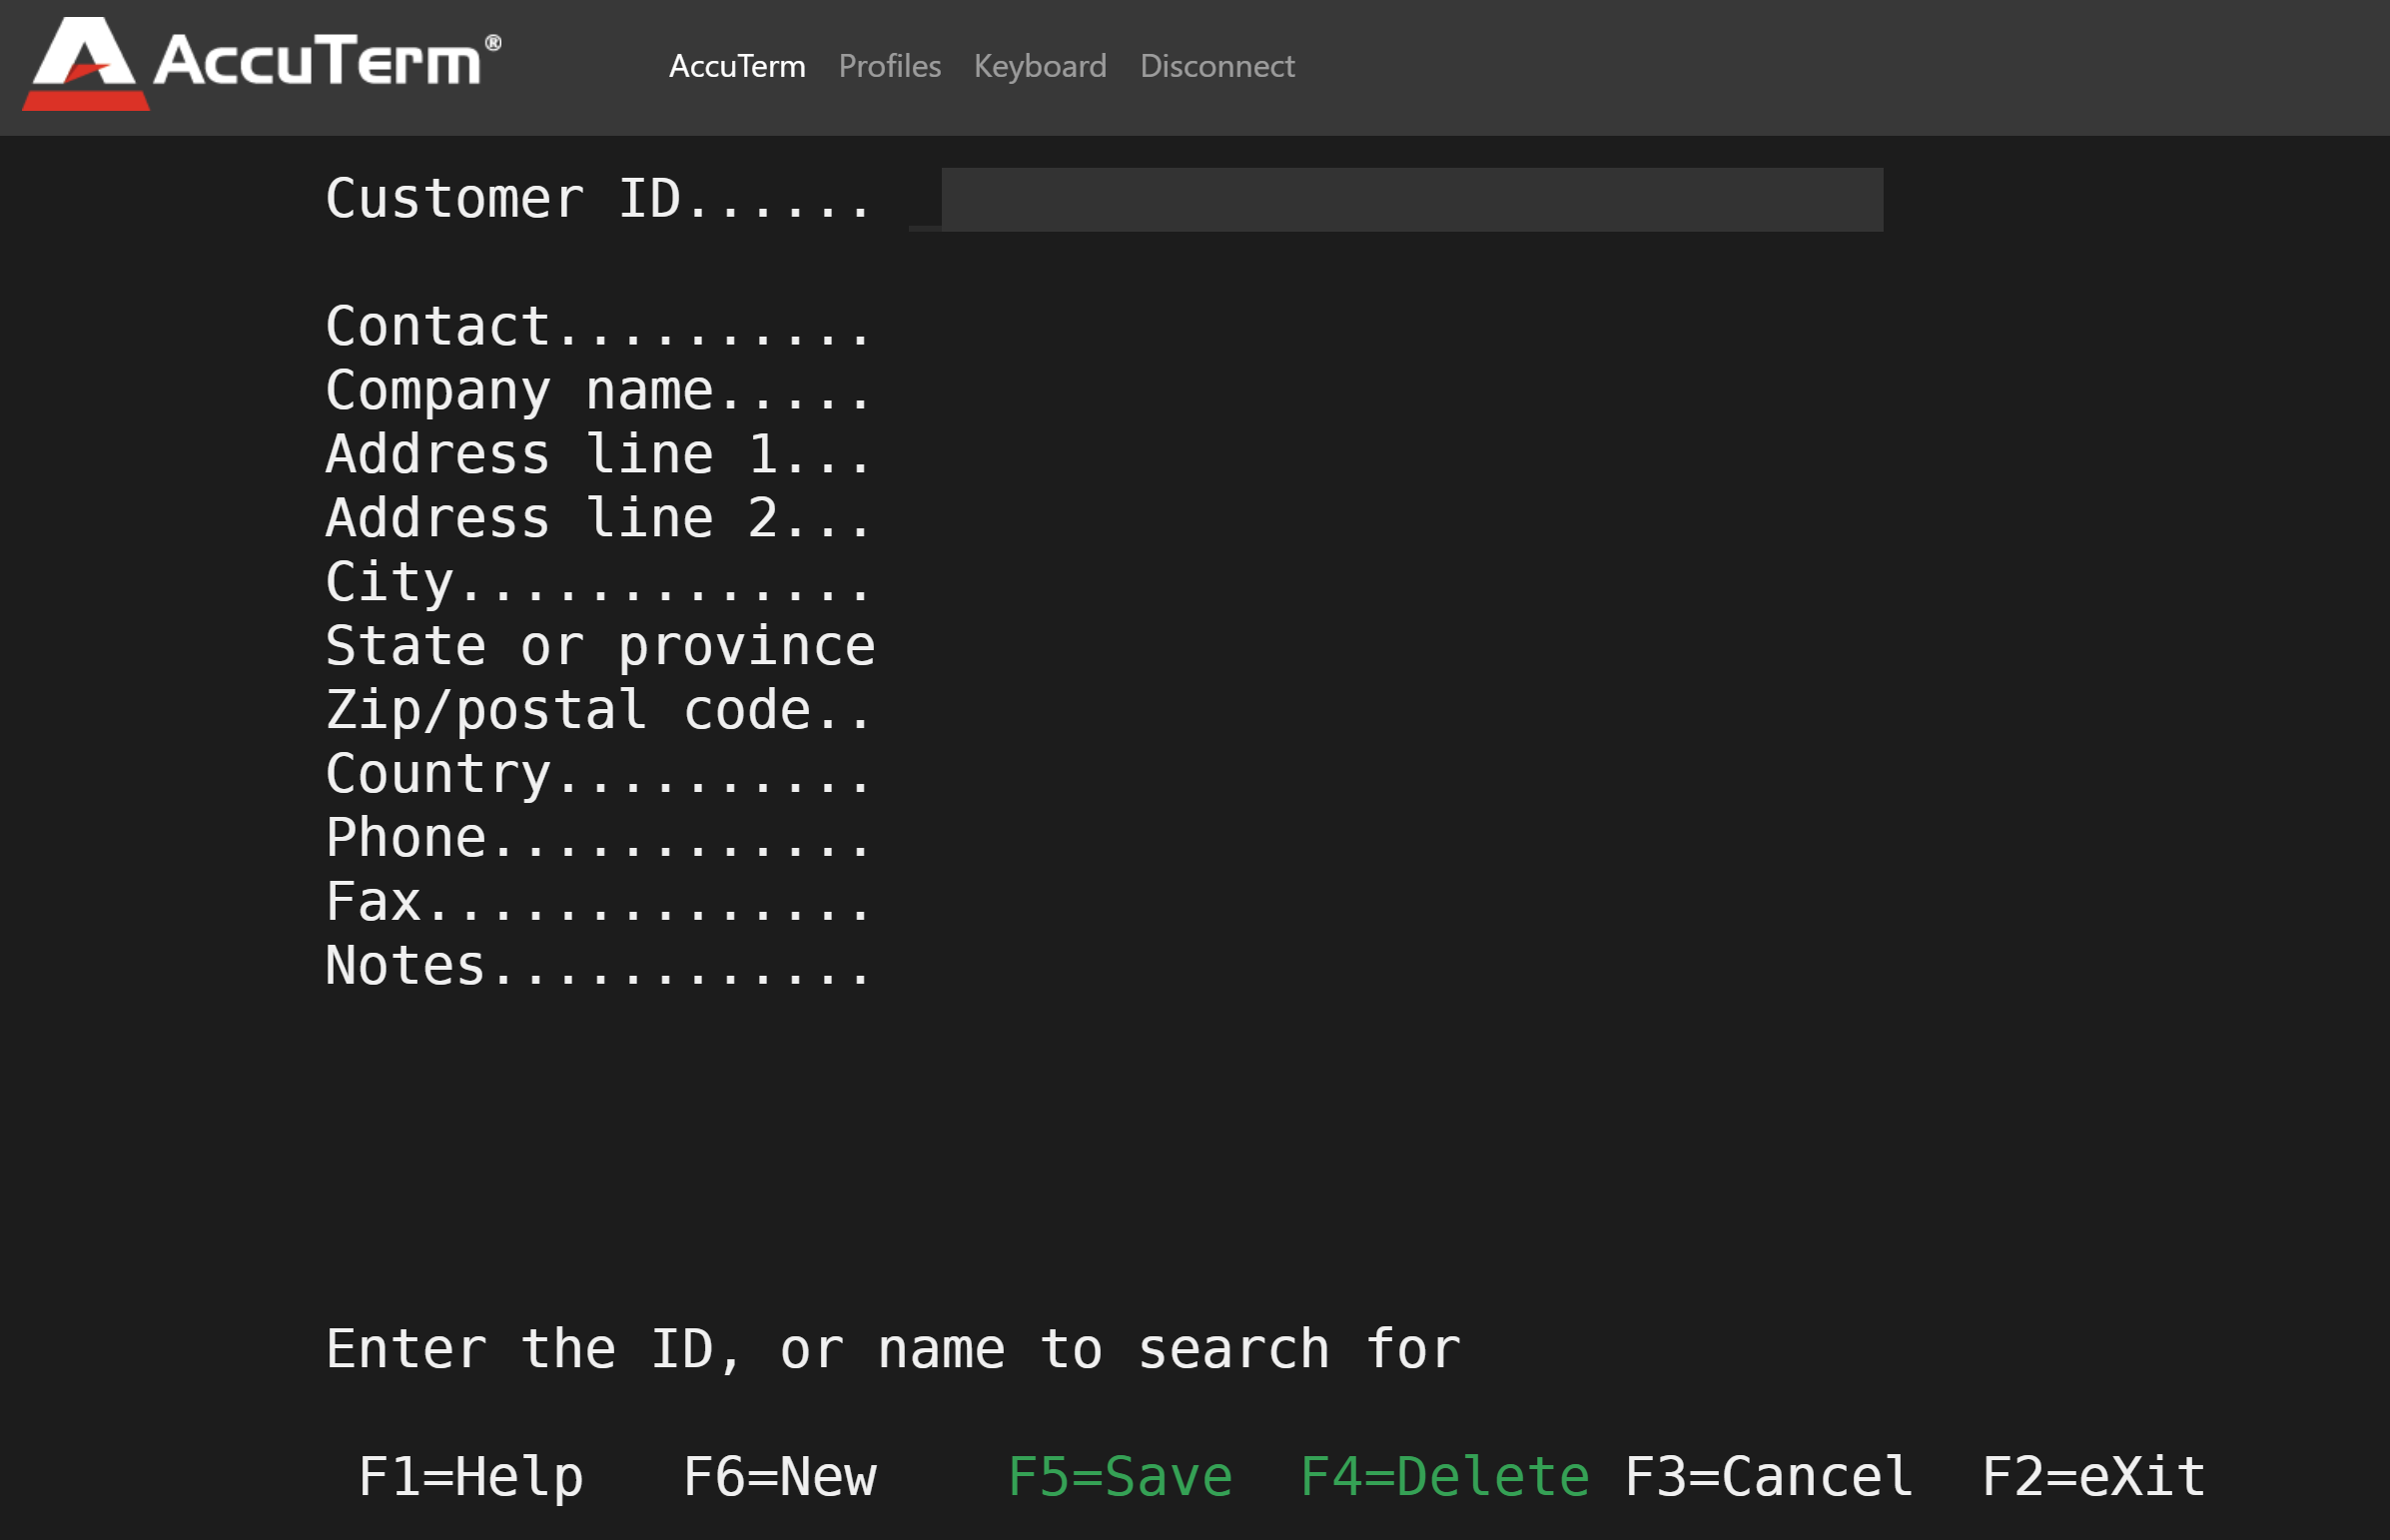 AccuTerm®
AccuTerm Profiles Keyboard Disconnect
Customer ID......
Contact..........
Company name.....
Address line 1...
Address line 2...
City.............
State or province
Zip/postal code..
Country..........
Phone............
Fax..............
Notes............
Enter the ID, or name to search for
F1=Help F6=New F5=Save F4=Delete F3=Cancel F2=eXit